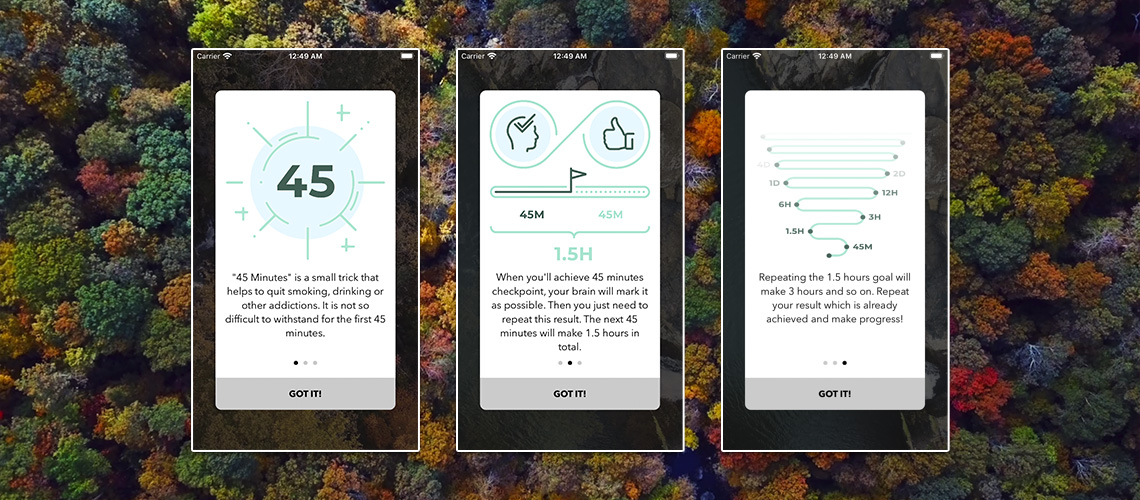 Carrier 12:49 AM
45
"45 Minutes" is a small trick that
helps to quit smoking, drinking or
other addictions. It is not so
difficult to withstand for the first 45
minutes.
GOT IT!
Carrier 12:49 AM
45M 45M
1.5H
When you'll achieve 45 minutes
checkpoint, your brain will mark it
as possible. Then you just need to
repeat this result. The next 45
minutes will make 1.5 hours in
total.
GOT IT!
Carrier 12:49 AM
4D
2D
1D
12H
6H
3H
1.5H
45M
Repeating the 1.5 hours goal will
make 3 hours and so on. Repeat
your result which is already
achieved and make progress!
GOT IT!